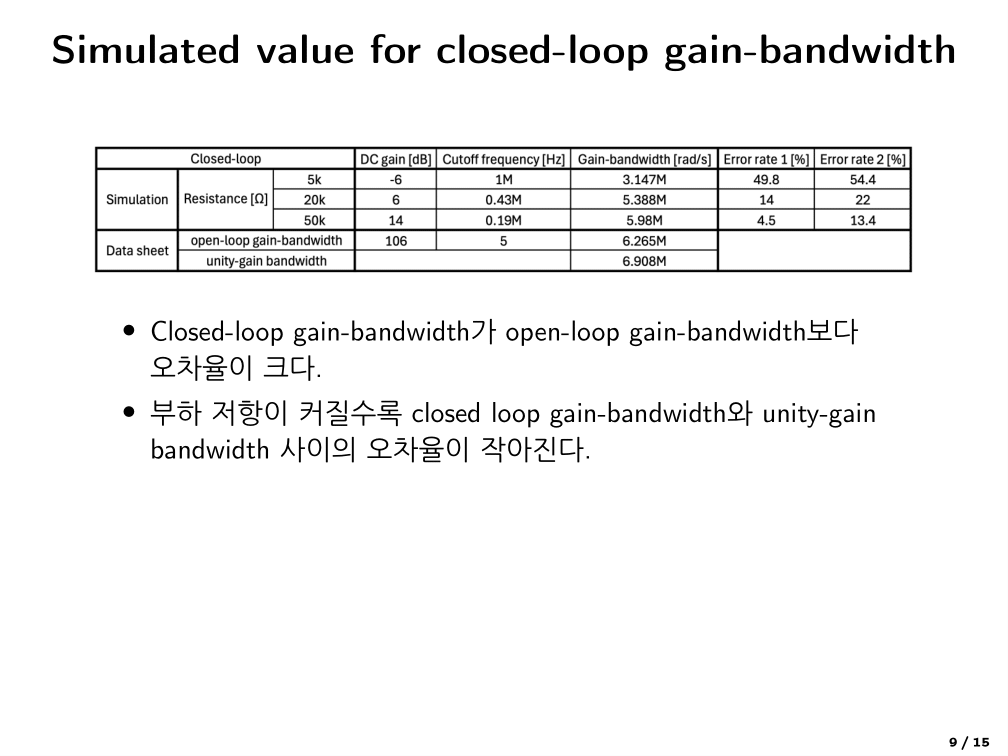 Simulated value for closed-loop gain-bandwidth
Closed-loop DC gain [dB] Cutoff frequency [Hz] Gain-bandwidth [rad/s] Error rate 1 [%] Error rate 2 [%]
Simulation Resistance [Ω] 5k -6 1M 3.147M 49.8 54.4
20k 6 0.43M 5.388M 14 22
50k 14 0.19M 5.98M 4.5 13.4
Data sheet open-loop gain-bandwidth 106 5 6.265M
unity-gain bandwidth 6.908M
• Closed-loop gain-bandwidth가 open-loop gain-bandwidth보다
오차율이 크다.
• 부하 저항이 커질수록 closed loop gain-bandwidth와 unity-gain
bandwidth 사이의 오차율이 작아진다.
9 / 15